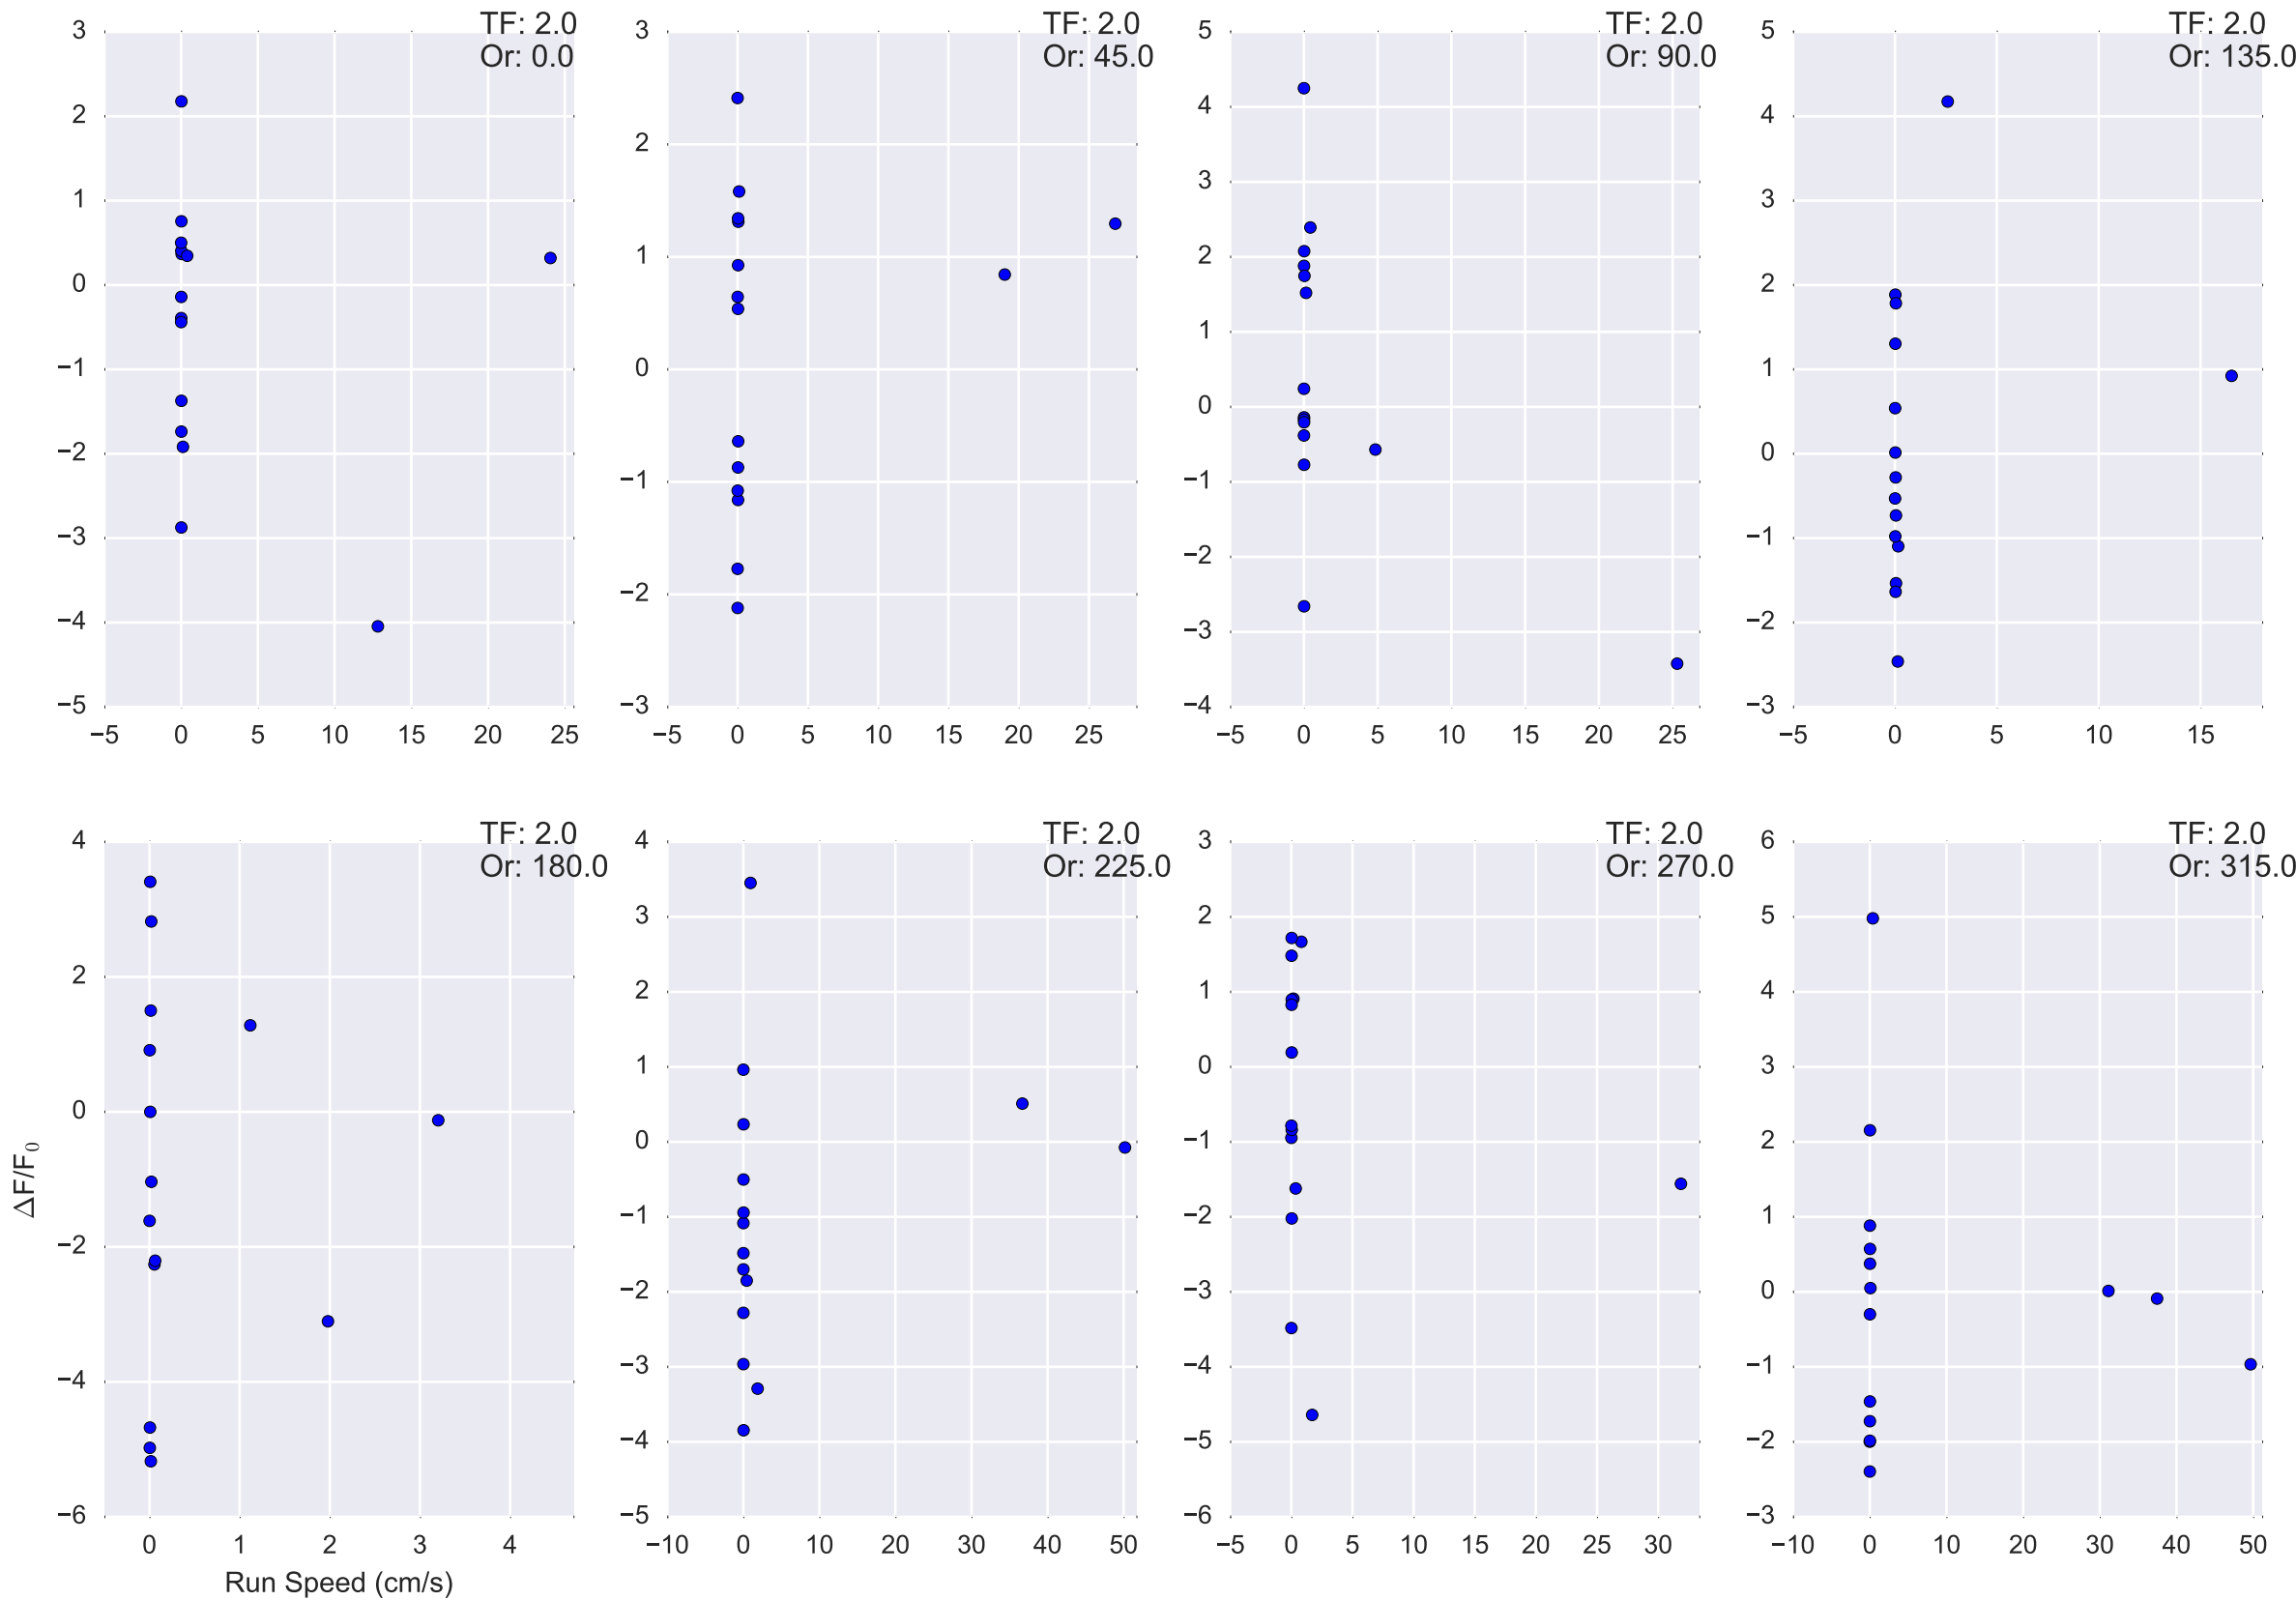 TF: 2.0
Or: 0.0
3
2
1
0
−1
−2
−3
−4
−5
−5 0 5 10 15 20 25
TF: 2.0
Or: 45.0
3
2
1
0
−1
−2
−3
−5 0 5 10 15 20 25
TF: 2.0
Or: 90.0
5
4
3
2
1
0
−1
−2
−3
−4
−5 0 5 10 15 20 25
TF: 2.0
Or: 135.0
5
4
3
2
1
0
−1
−2
−3
−5 0 5 10 15
TF: 2.0
Or: 180.0
4
2
0
−2
−4
−6
0 1 2 3 4
ΔF/F₀
Run Speed (cm/s)
TF: 2.0
Or: 225.0
4
3
2
1
0
−1
−2
−3
−4
−5
−10 0 10 20 30 40 50
TF: 2.0
Or: 270.0
3
2
1
0
−1
−2
−3
−4
−5
−6
−5 0 5 10 15 20 25 30
TF: 2.0
Or: 315.0
6
5
4
3
2
1
0
−1
−2
−3
−10 0 10 20 30 40 50